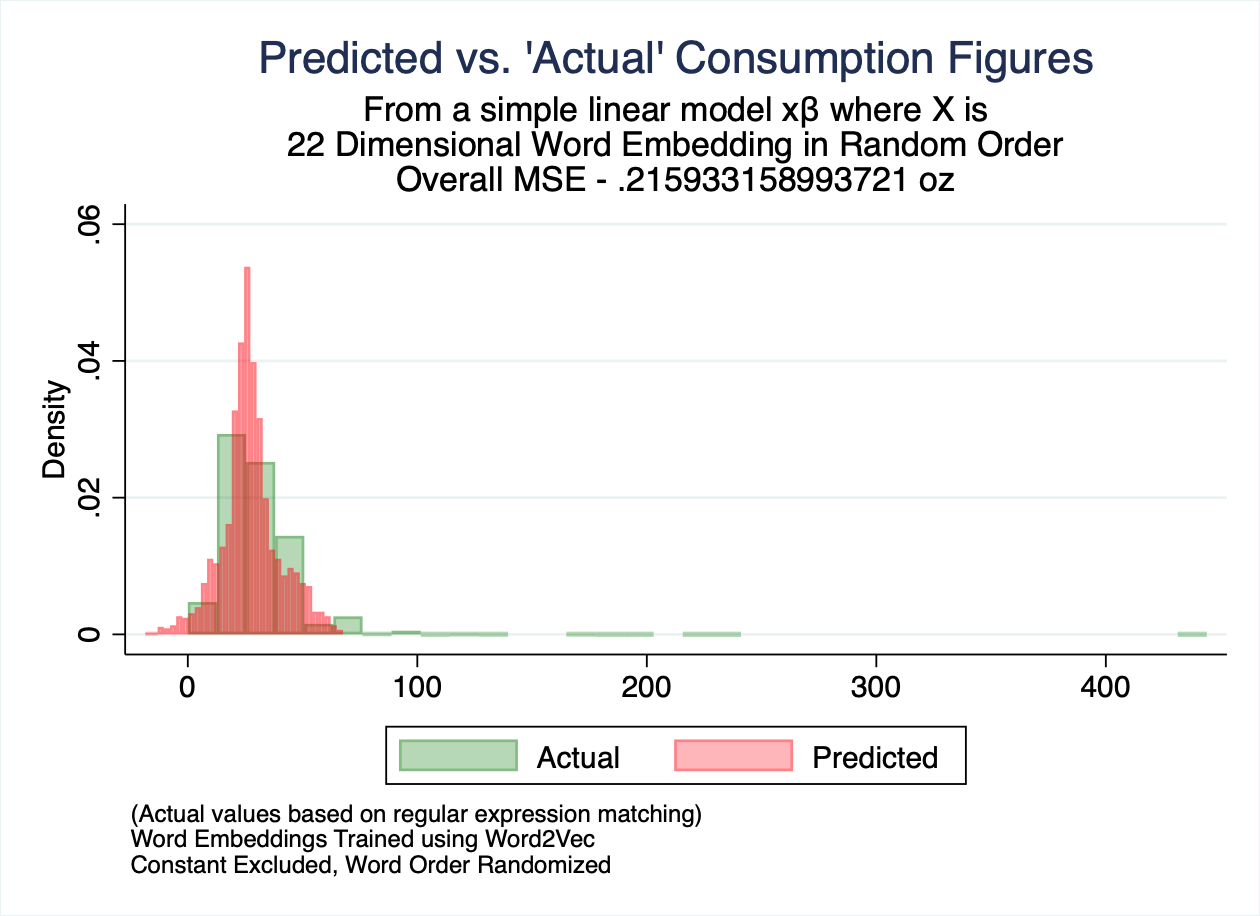 Predicted vs. 'Actual' Consumption Figures
From a simple linear model xβ where X is
22 Dimensional Word Embedding in Random Order
Overall MSE - .215933158993721 oz
Density
.06
.04
.02
0
0 100 200 300 400
Actual Predicted
(Actual values based on regular expression matching)
Word Embeddings Trained using Word2Vec
Constant Excluded, Word Order Randomized